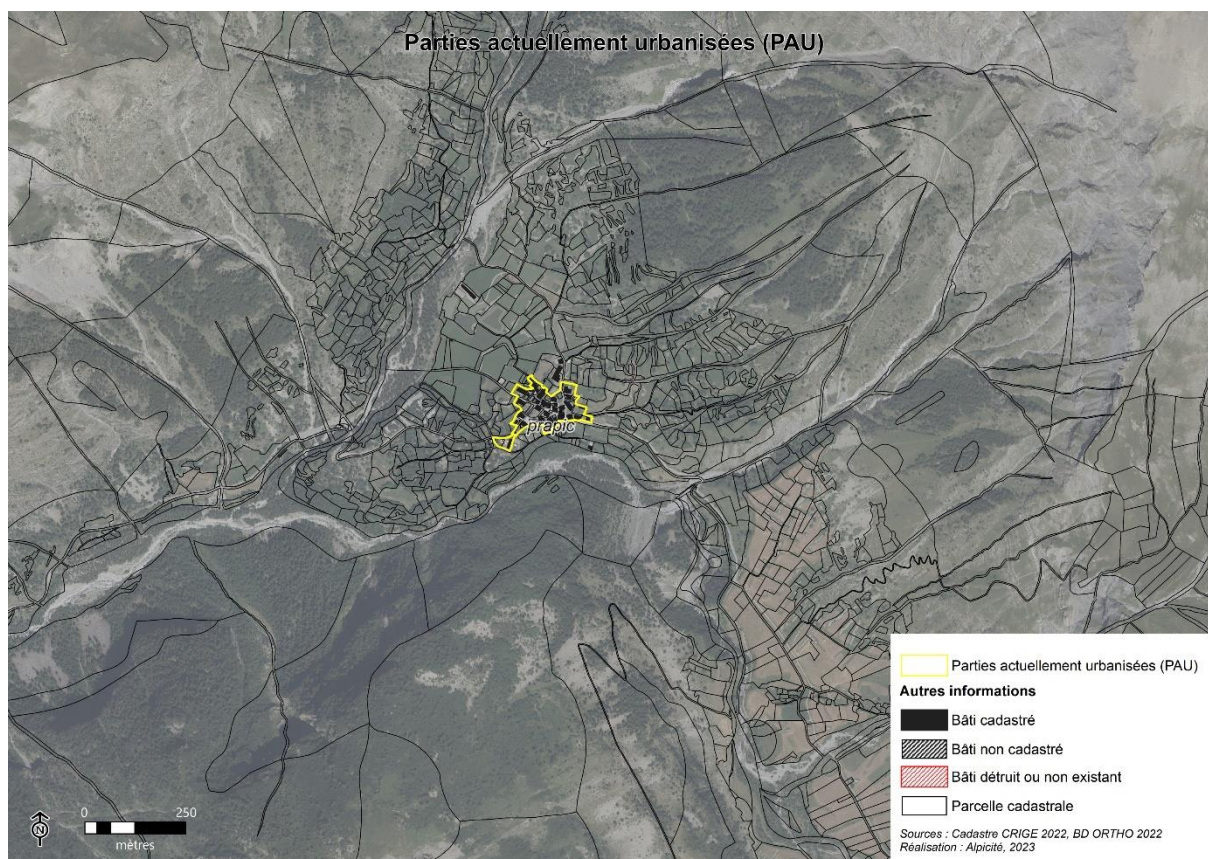 Parties actuellement urbanisées (PAU)
prapic
Parties actuellement urbanisées (PAU)
Autres informations
Bâti cadastré
Bâti non cadastré
Bâti détruit ou non existant
Parcelle cadastrale
Sources : Cadastre CRIGE 2022, BD ORTHO 2022
Réalisation : Alpicité, 2023
N
0 250
mètres